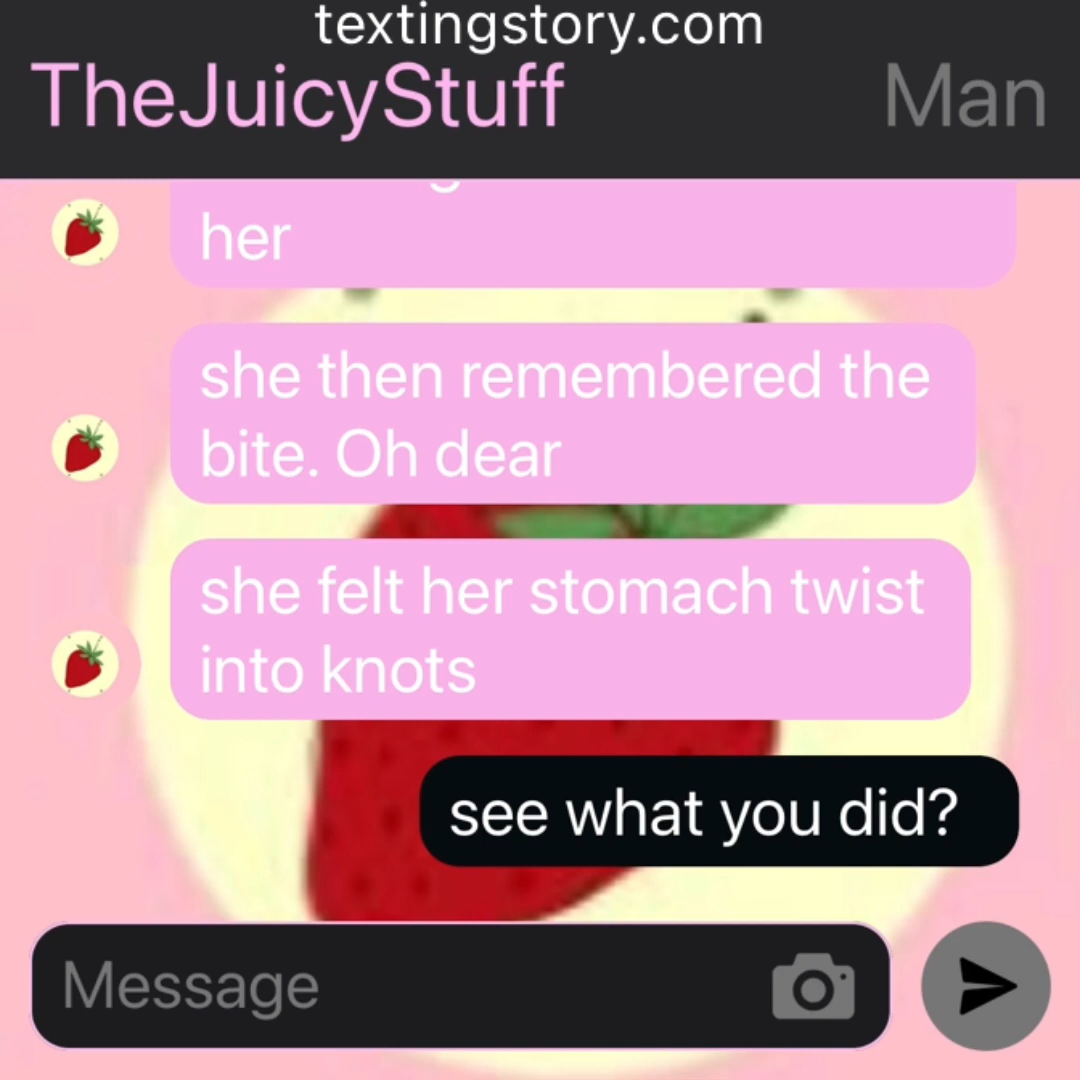 textingstory.com
TheJuicyStuff Man
her
she then remembered the
bite. Oh dear
she felt her stomach twist
into knots
see what you did?
Message